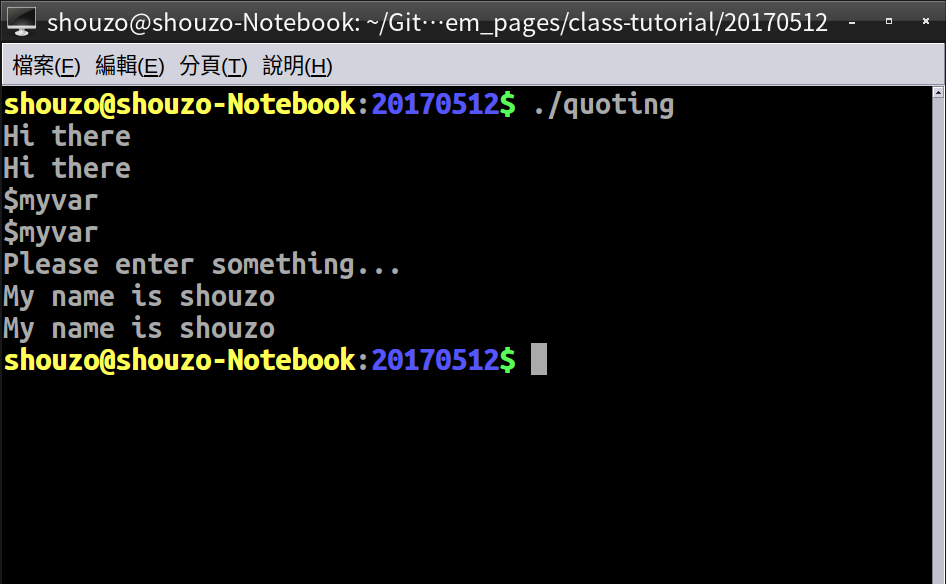 shouzo@shouzo-Notebook: ~/Git⋯em_pages/class-tutorial/20170512
檔案(F) 編輯(E) 分頁(T) 說明(H)
shouzo@shouzo-Notebook:20170512$ ./quoting
Hi there
Hi there
$myvar
$myvar
Please enter something...
My name is shouzo
My name is shouzo
shouzo@shouzo-Notebook:20170512$